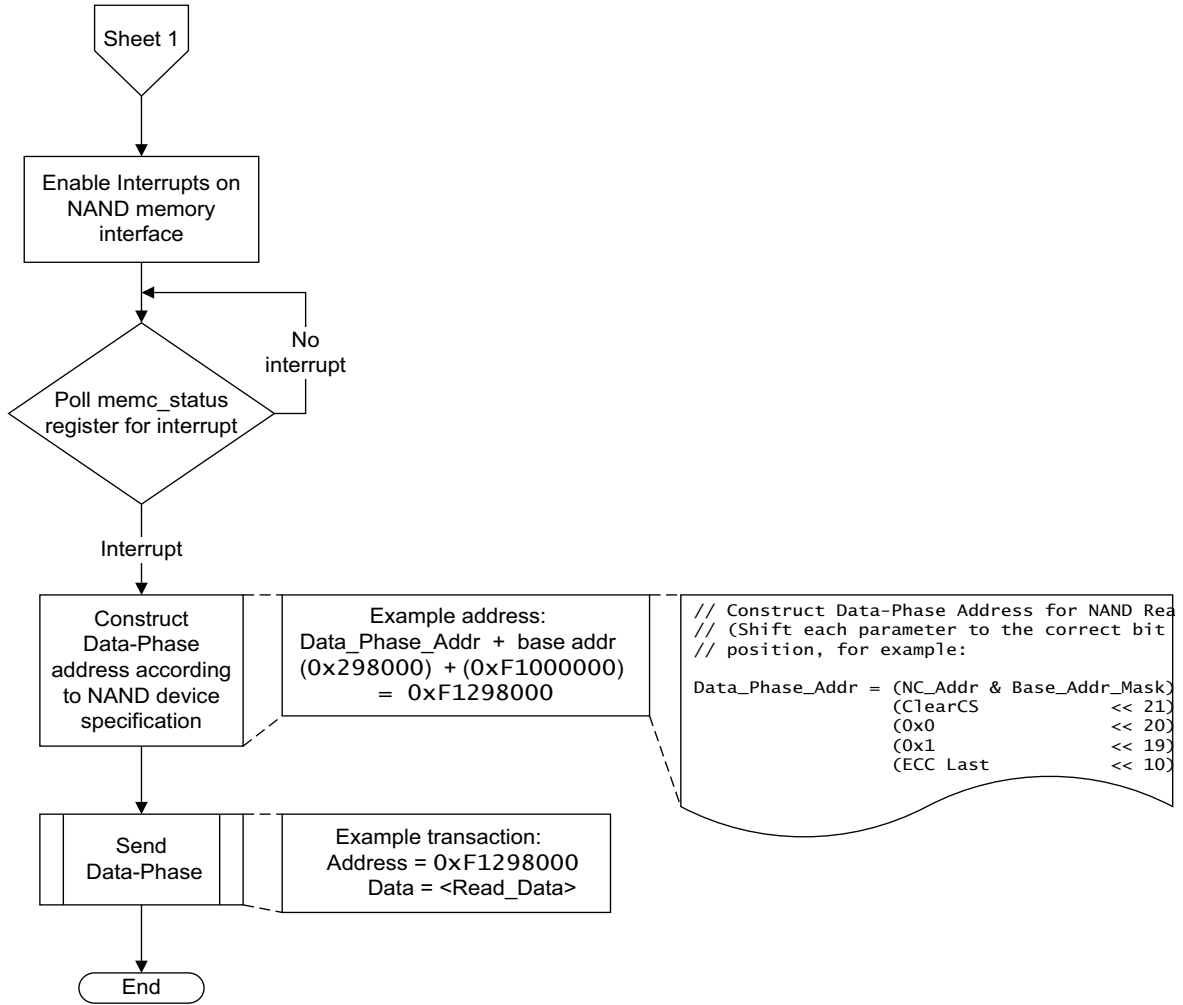 Sheet 1
Enable Interrupts on
NAND memory
interface
No
interrupt
Poll memc_status
register for interrupt
Interrupt
Construct
Data-Phase
address according
to NAND device
specification
Example address:
Data_Phase_Addr + base addr
(0x298000) + (0xF1000000)
= 0xF1298000
// Construct Data-Phase Address for NAND Rea
// (Shift each parameter to the correct bit
// position, for example:
Data_Phase_Addr = (NC_Addr & Base_Addr_Mask)
(ClearCS << 21)
(0x0 << 20)
(0x1 << 19)
(ECC Last << 10)
Send
Data-Phase
Example transaction:
Address = 0xF1298000
Data = <Read_Data>
End